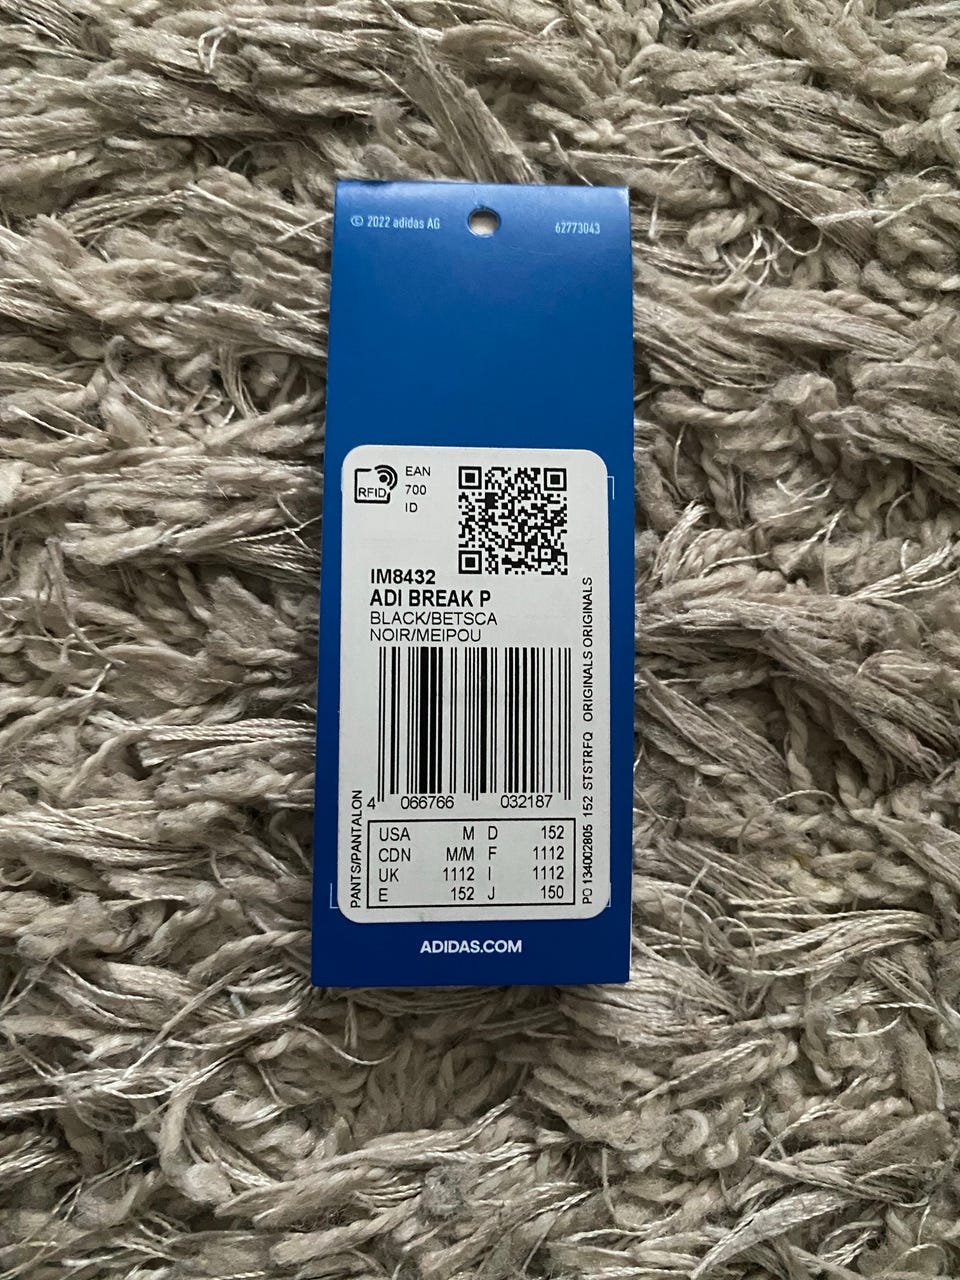 © 2022 adidas AG
62773043
RFID
EAN
700
ID
IM8432
ADI BREAK P
BLACK/BETSCA
NOIR/MEIPOU
4 066766 032187
PANTS/PANTALON
PO 134002805 152 STSTRFQ ORIGINALS ORIGINALS
USA M D 152
CDN M/M F 1112
UK 1112 I 1112
E 152 J 150
ADIDAS.COM